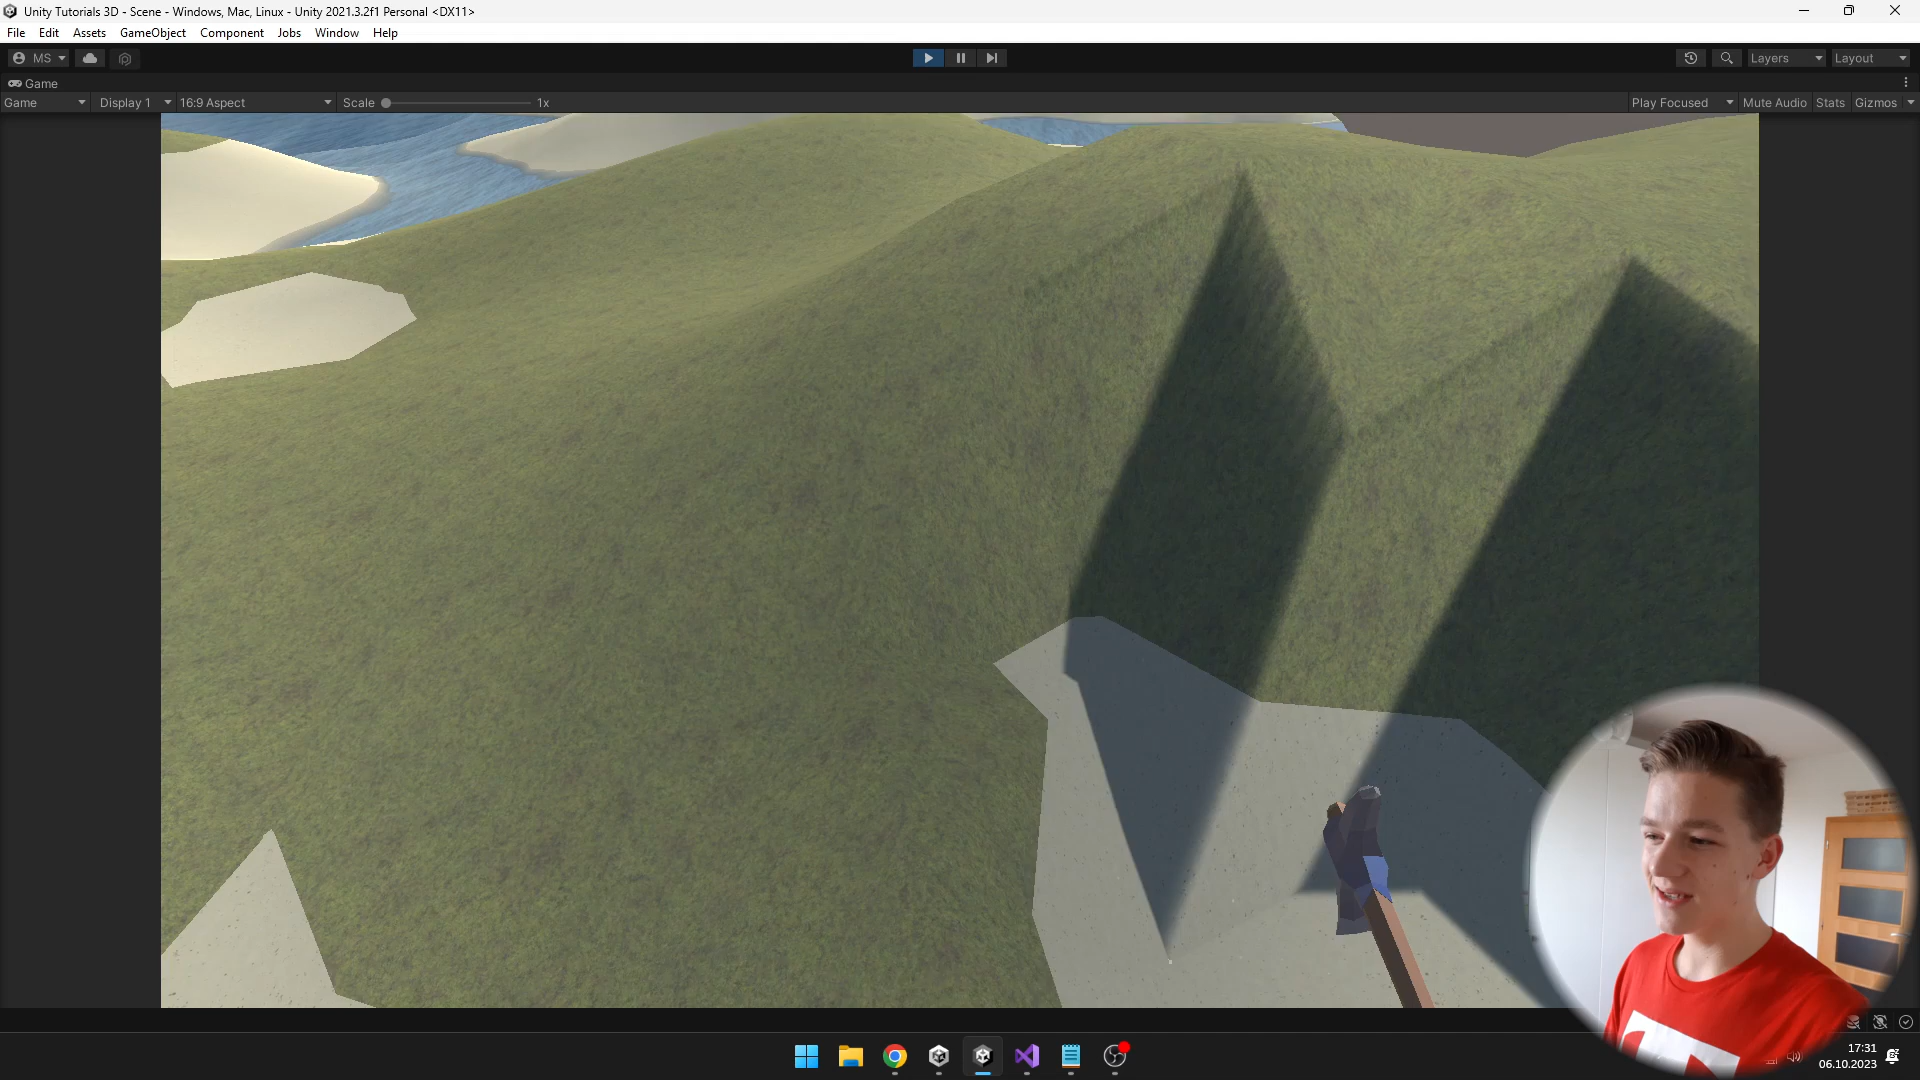 Unity Tutorials 3D - Scene - Windows, Mac, Linux - Unity 2021.3.2f1 Personal <DX11>
File Edit Assets GameObject Component Jobs Window Help
MS Layers Layout
Game
Game Display 1 16:9 Aspect Scale 1x Play Focused Mute Audio Stats Gizmos
17:31
06.10.2023